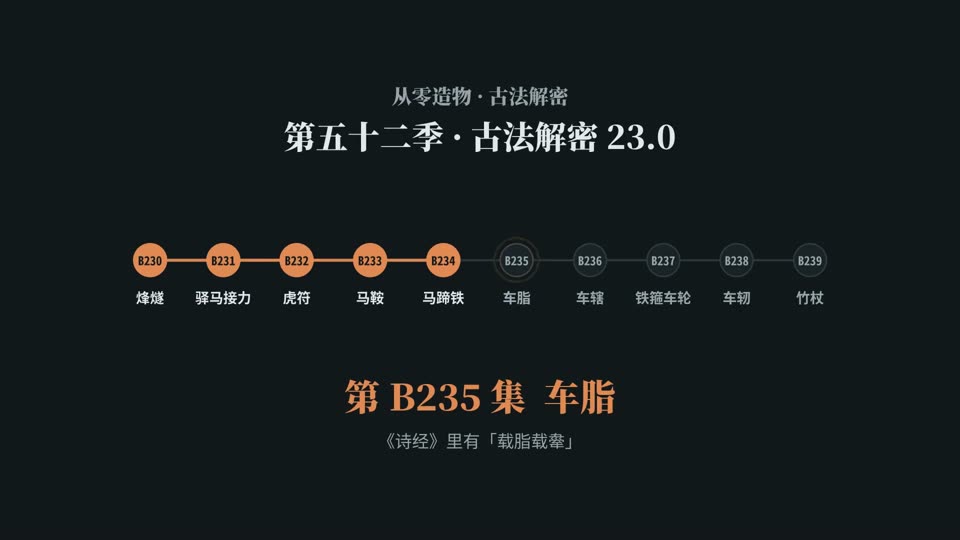 从零造物 · 古法解密
第五十二季 · 古法解密 23.0
B230 B231 B232 B233 B234 B235 B236 B237 B238 B239
烽燧 驿马接力 虎符 马鞍 马蹄铁 车脂 车辖 铁箍车轮 车轫 竹杖
第 B235 集 车脂
《诗经》里有「载脂载舝」